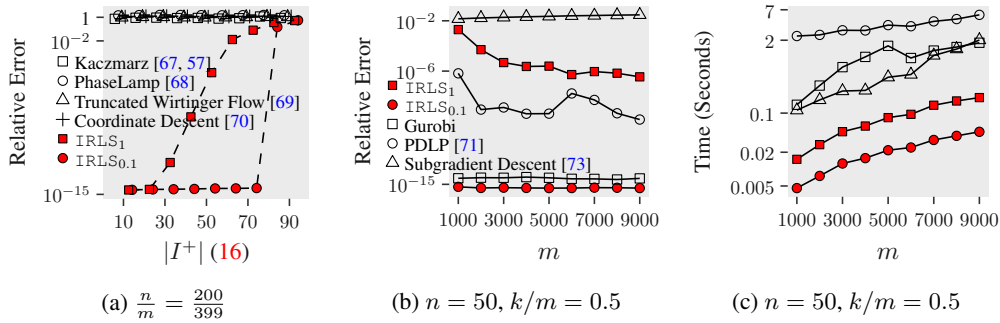 Relative Error
1
10⁻²
10⁻¹⁵
Kaczmarz [67, 57]
PhaseLamp [68]
Truncated Wirtinger Flow [69]
Coordinate Descent [70]
IRLS₁
IRLS₀.₁
10 30 50 70 90
|I⁺| (16)
(a) n/m = 200/399
Relative Error
10⁻²
10⁻⁶
10⁻¹⁵
IRLS₁
IRLS₀.₁
Gurobi
PDLP [71]
Subgradient Descent [73]
1000 3000 5000 7000 9000
m
(b) n = 50, k/m = 0.5
Time (Seconds)
7
2
0.1
0.02
0.005
1000 3000 5000 7000 9000
m
(c) n = 50, k/m = 0.5